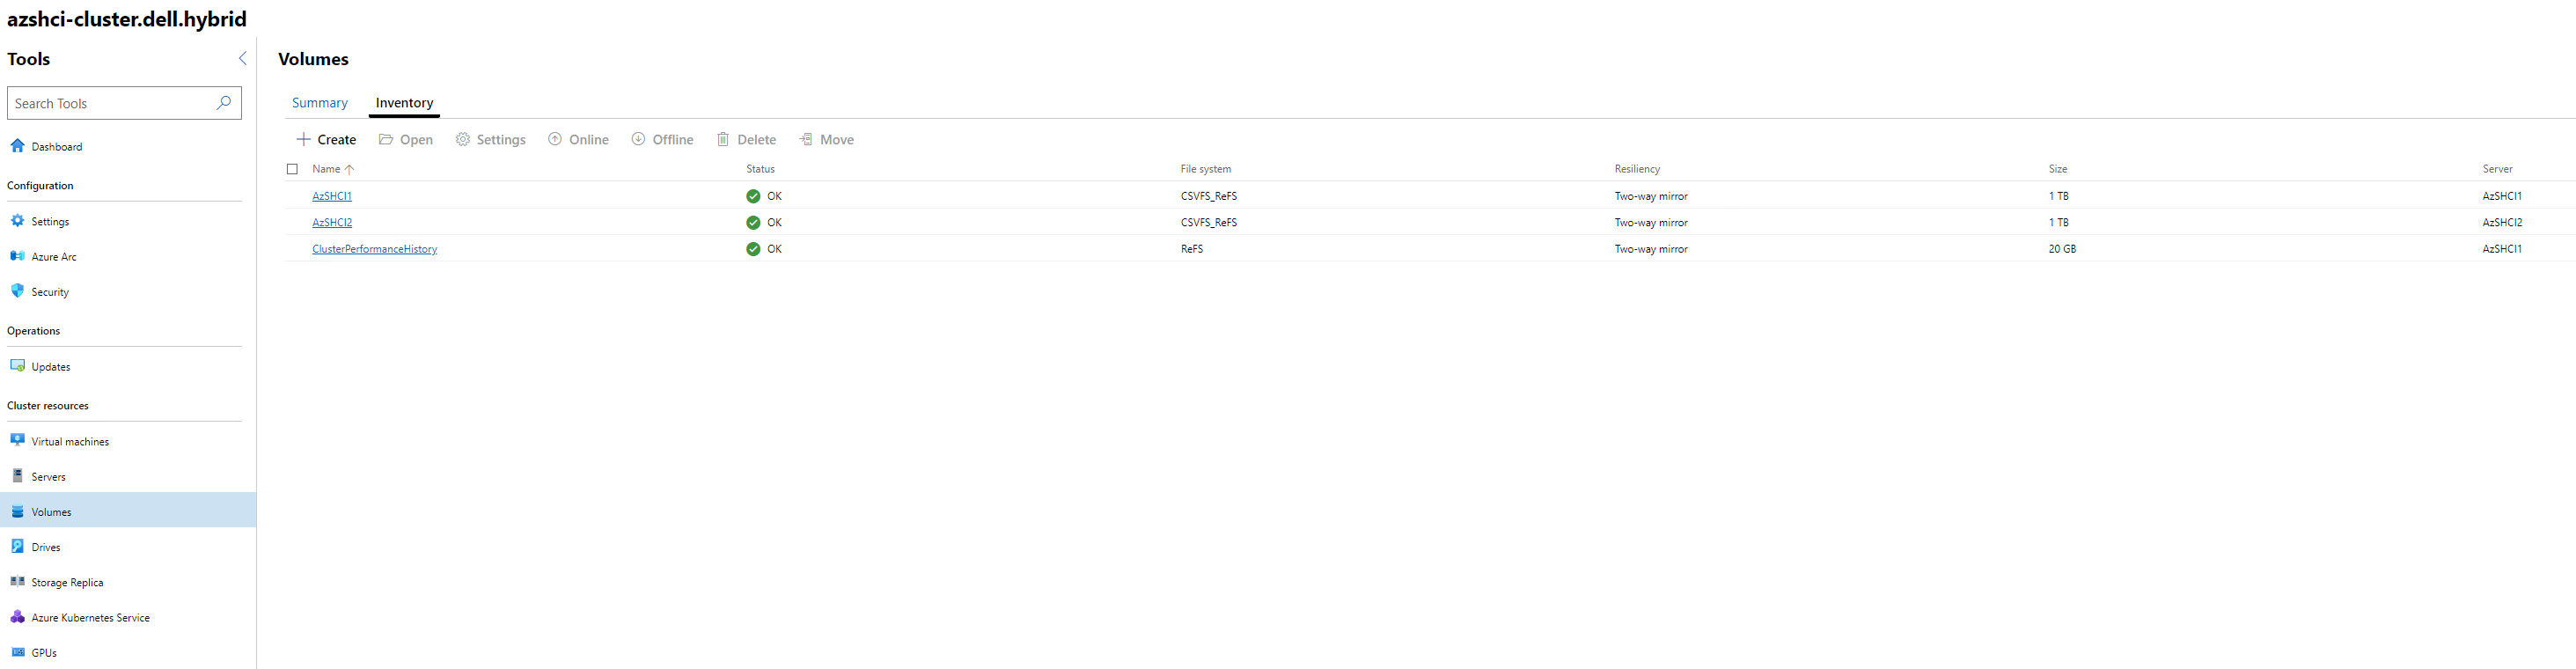 azshci-cluster.dell.hybrid
Tools
Search Tools
Dashboard
Configuration
Settings
Azure Arc
Security
Operations
Updates
Cluster resources
Virtual machines
Servers
Volumes
Drives
Storage Replica
Azure Kubernetes Service
GPUs
Volumes
Summary Inventory
Create Open Settings Online Offline Delete Move
Name Status File system Resiliency Size Server
AzSHCI1 OK CSVFS_ReFS Two-way mirror 1 TB AzSHCI1
AzSHCI2 OK CSVFS_ReFS Two-way mirror 1 TB AzSHCI2
ClusterPerformanceHistory OK ReFS Two-way mirror 20 GB AzSHCI1